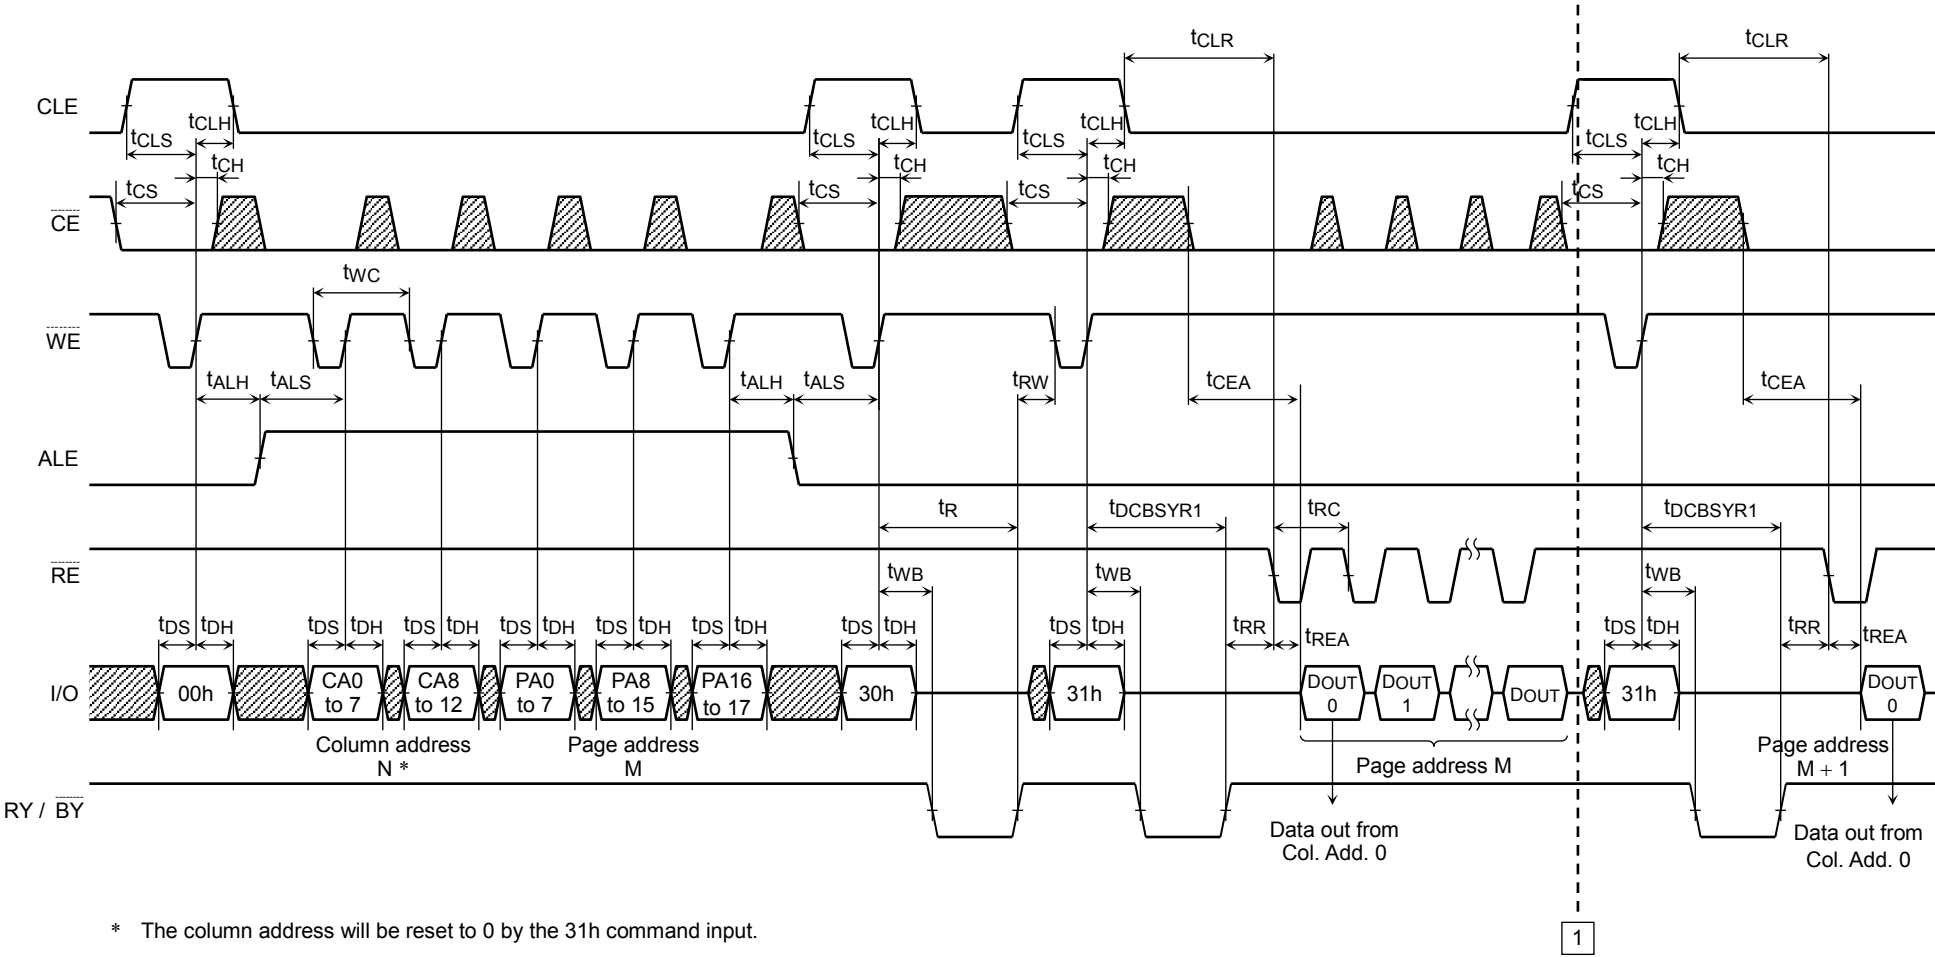 tCLR tCLR
CLE
tCLS tCLH tCLS tCLH tCLS tCLH tCLS tCLH
tCS tCH tCS tCH tCS tCH tCS tCH
CE
tWC
WE
tALH tALS tALH tALS tRW tCEA tCEA
ALE
tR tDCBSYR1 tRC tDCBSYR1
RE
tWB tWB tWB
tDS tDH tDS tDH tDS tDH tDS tDH tDS tDH tDS tDH tDS tDH tDS tDH tRR tREA tDS tDH tRR tREA
I/O
00h
CA0 to 7
CA8 to 12
PA0 to 7
PA8 to 15
PA16 to 17
30h
31h
DOUT 0
DOUT 1
DOUT
31h
DOUT 0
Column address
N *
Page address
M
Page address M
Page address
M + 1
RY / BY
Data out from
Col. Add. 0
Data out from
Col. Add. 0
* The column address will be reset to 0 by the 31h command input.
1